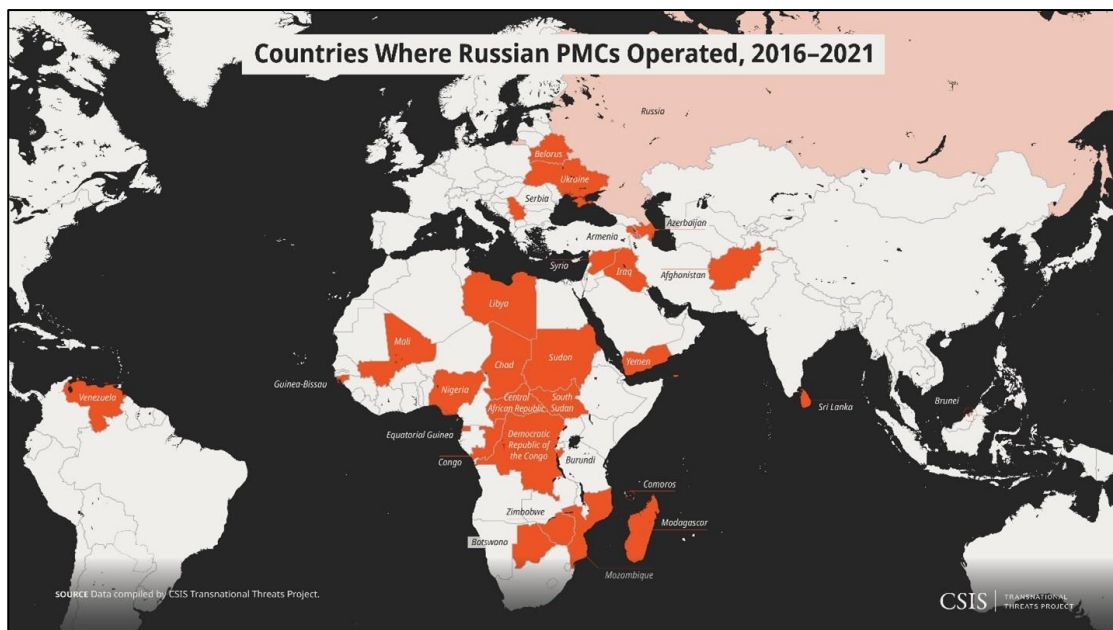 Countries Where Russian PMCs Operated, 2016–2021
Russia
Belarus
Ukraine
Serbia
Azerbaijan
Armenia
Syria
Iraq
Afghanistan
Libya
Mali
Chad
Sudan
Yemen
Guinea-Bissau
Nigeria
Venezuela
Central
African Republic
South
Sudan
Sri Lanka
Brunei
Equatorial Guinea
Democratic
Republic of
the Congo
Congo
Burundi
Comoros
Zimbabwe
Madagascar
Botswana
Mozambique
SOURCE Data compiled by CSIS Transnational Threats Project.
CSIS
TRANSNATIONAL
THREATS PROJECT